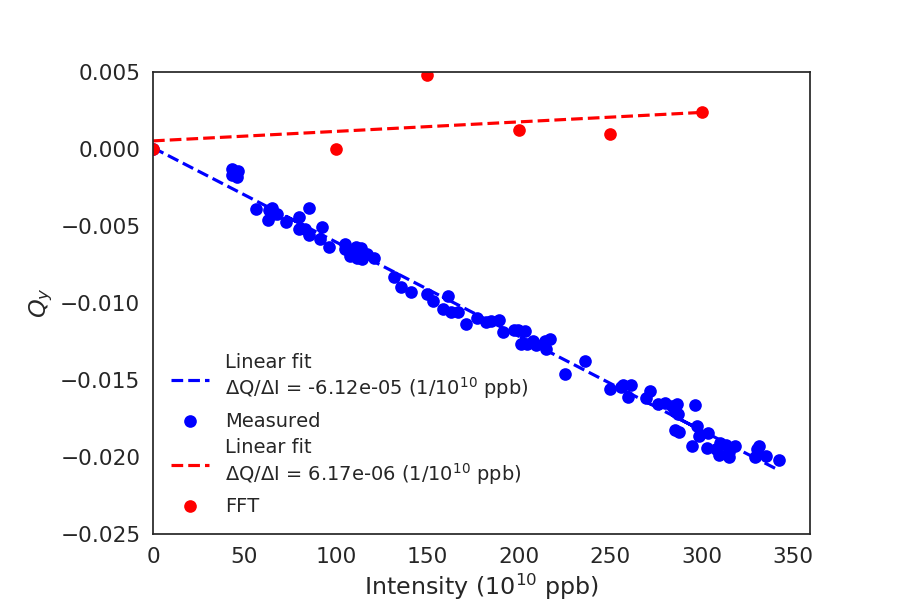 0.005
0.000
−0.005
−0.010
−0.015
−0.020
−0.025
Q_y
Linear fit
ΔQ/ΔI = -6.12e-05 (1/10^10 ppb)
Measured
Linear fit
ΔQ/ΔI = 6.17e-06 (1/10^10 ppb)
FFT
0 50 100 150 200 250 300 350
Intensity (10^10 ppb)